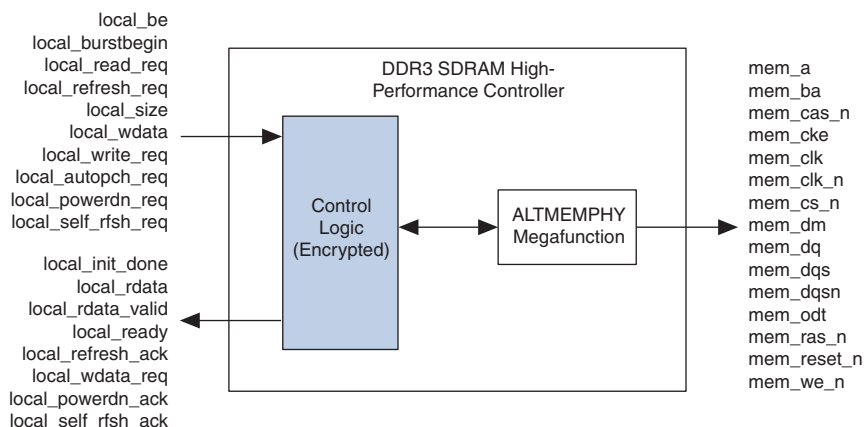 local_be
local_burstbegin
local_read_req
local_refresh_req
local_size
local_wdata
local_write_req
local_autopch_req
local_powerdn_req
local_self_rfsh_req
local_init_done
local_rdata
local_rdata_valid
local_ready
local_refresh_ack
local_wdata_req
local_powerdn_ack
local_self_rfsh_ack
DDR3 SDRAM High-
Performance Controller
Control
Logic
(Encrypted)
ALTMEMPHY
Megafunction
mem_a
mem_ba
mem_cas_n
mem_cke
mem_clk
mem_clk_n
mem_cs_n
mem_dm
mem_dq
mem_dqs
mem_dqsn
mem_odt
mem_ras_n
mem_reset_n
mem_we_n